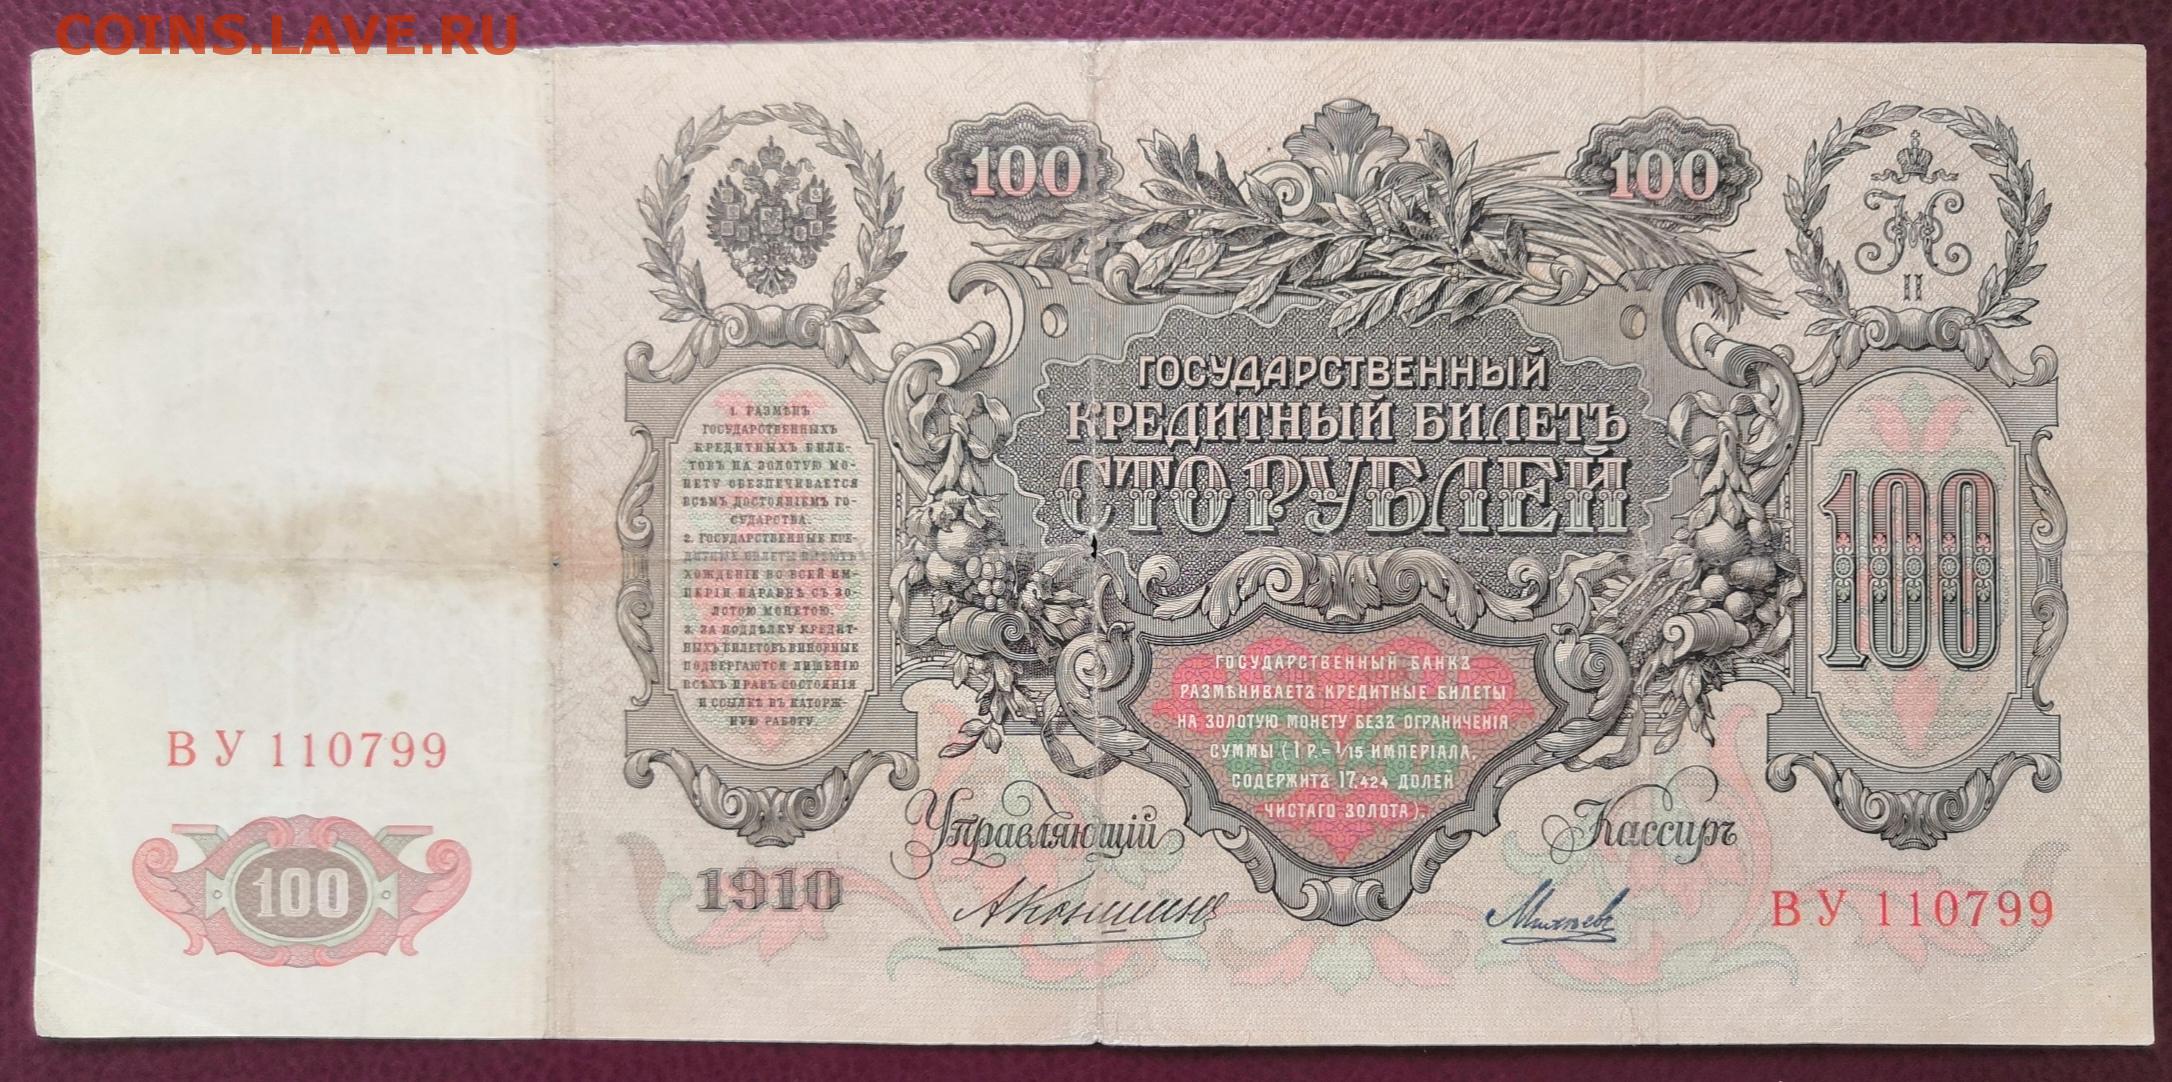 COINS.LAVE.RU
100
100
II
ГОСУДАРСТВЕННЫЙ
КРЕДИТНЫЙ БИЛЕТЪ
СТО РУБЛЕЙ
1. РАЗМѢНЪ
ГОСУДАРСТВЕННЫХЪ
КРЕДИТНЫХЪ БИЛЕ-
ТОВЪ НА ЗОЛОТУЮ МО-
НЕТУ ОБЕЗПЕЧИВАЕТСЯ
ВСѢМЪ ДОСТОЯНІЕМЪ ГО-
СУДАРСТВА.
2. ГОСУДАРСТВЕННЫЕ КРЕ-
ДИТНЫЕ БИЛЕТЫ ИМѢЮТЪ
ХОЖДЕНІЕ ВО ВСЕЙ ИМ-
ПЕРІИ НАРАВНѢ СЪ ЗО-
ЛОТОЮ МОНЕТОЮ.
3. ЗА ПОДДѢЛКУ КРЕДИТ-
НЫХЪ БИЛЕТОВЪ ВИНОВНЫЕ
ПОДВЕРГАЮТСЯ ЛИШЕНІЮ
ВСѢХЪ ПРАВЪ СОСТОЯНІЯ
И ССЫЛКѢ ВЪ КАТОРЖ-
НУЮ РАБОТУ.
100
ГОСУДАРСТВЕННЫЙ БАНКЪ
РАЗМѢНИВАЕТЪ КРЕДИТНЫЕ БИЛЕТЫ
НА ЗОЛОТУЮ МОНЕТУ БЕЗЪ ОГРАНИЧЕНІЯ
СУММЫ (1 Р.= 1/15 ИМПЕРІАЛА,
СОДЕРЖИТЪ 17,424 ДОЛЕЙ
ЧИСТАГО ЗОЛОТА).
ВУ 110799
100
1910
Управляющій
АКоншинъ
Кассиръ
ВУ 110799